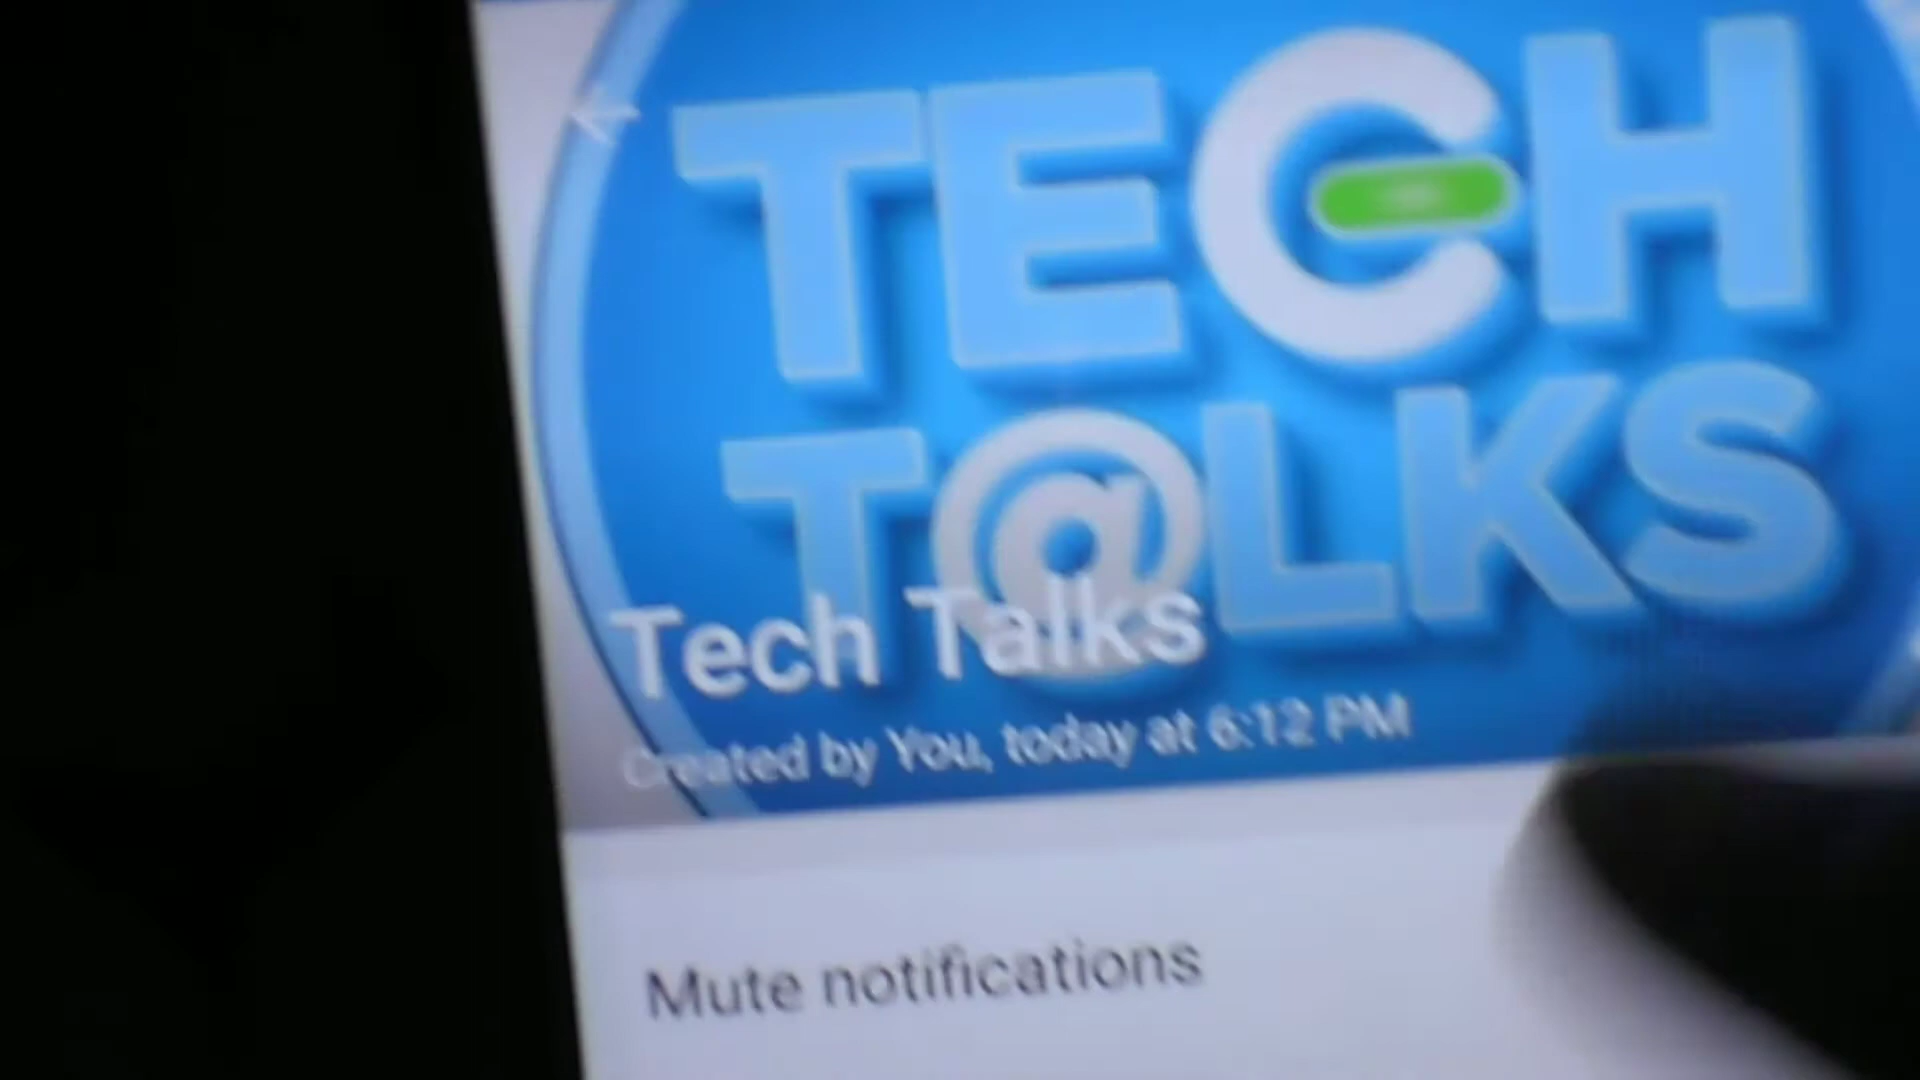 TECH
T@LKS
Tech Talks
Created by You, today at 6:12 PM
Mute notifications